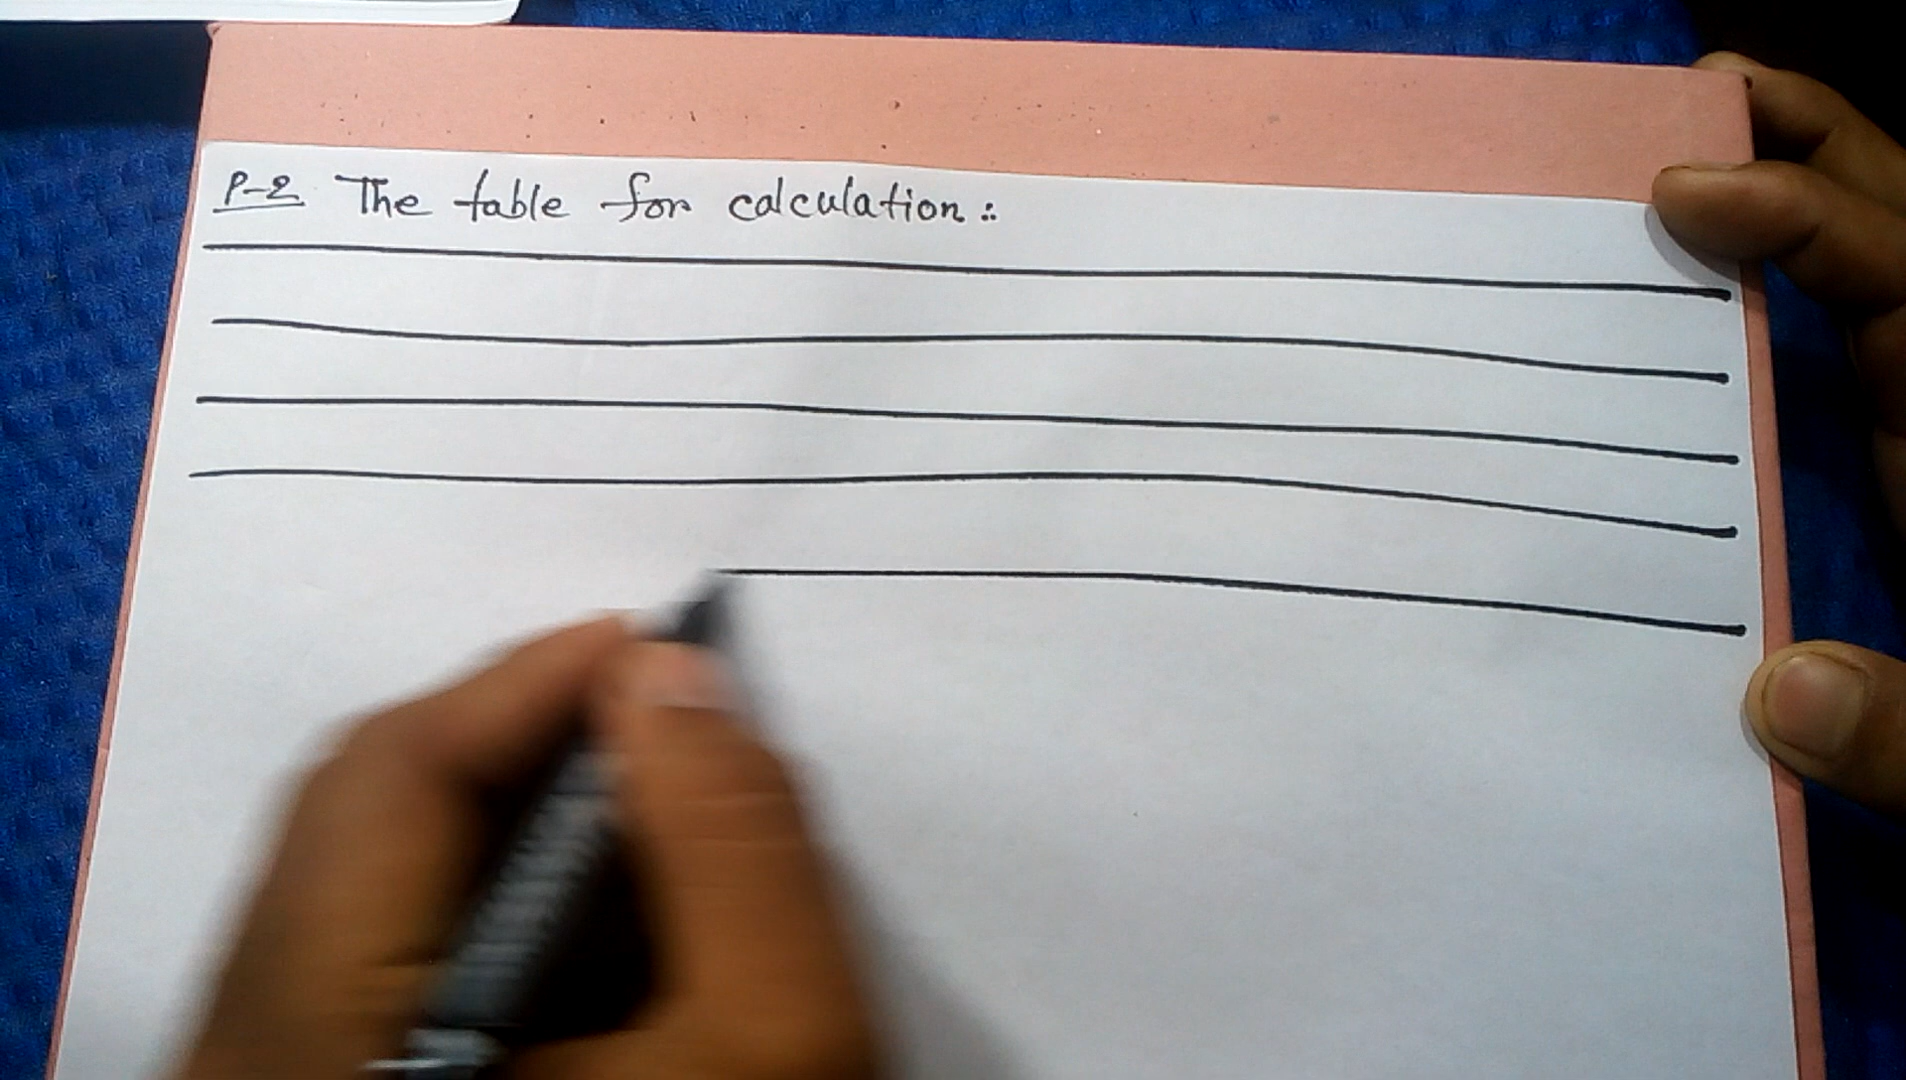 P-2 The table for calculation :.